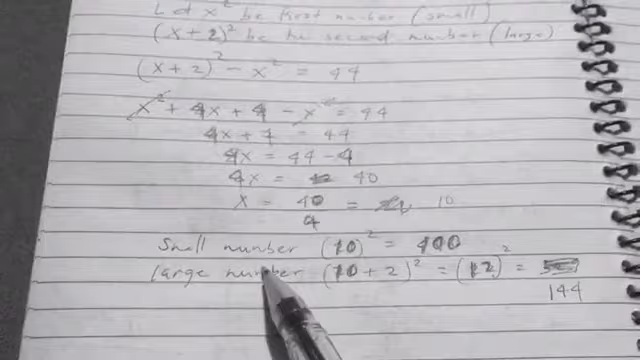 Let x² be first number (small)
(x + 2)² be the second number (large)
(x + 2)² - x² = 44
x² + 4x + 4 - x² = 44
4x + 4 = 44
4x = 44 - 4
4x = 40
x = 40/4 = 10
Small number (10)² = 100
large number (10 + 2)² = (12)² =
144